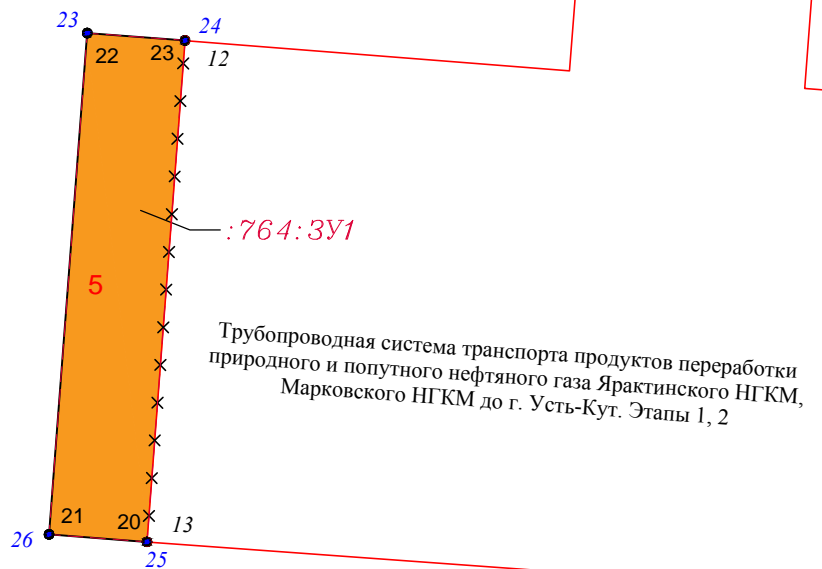 23
24
22
23
12
:764:ЗУ1
5
Трубопроводная система транспорта продуктов переработки
природного и попутного нефтяного газа Ярактинского НГКМ,
Марковского НГКМ до г. Усть-Кут. Этапы 1, 2
21
20
13
26
25